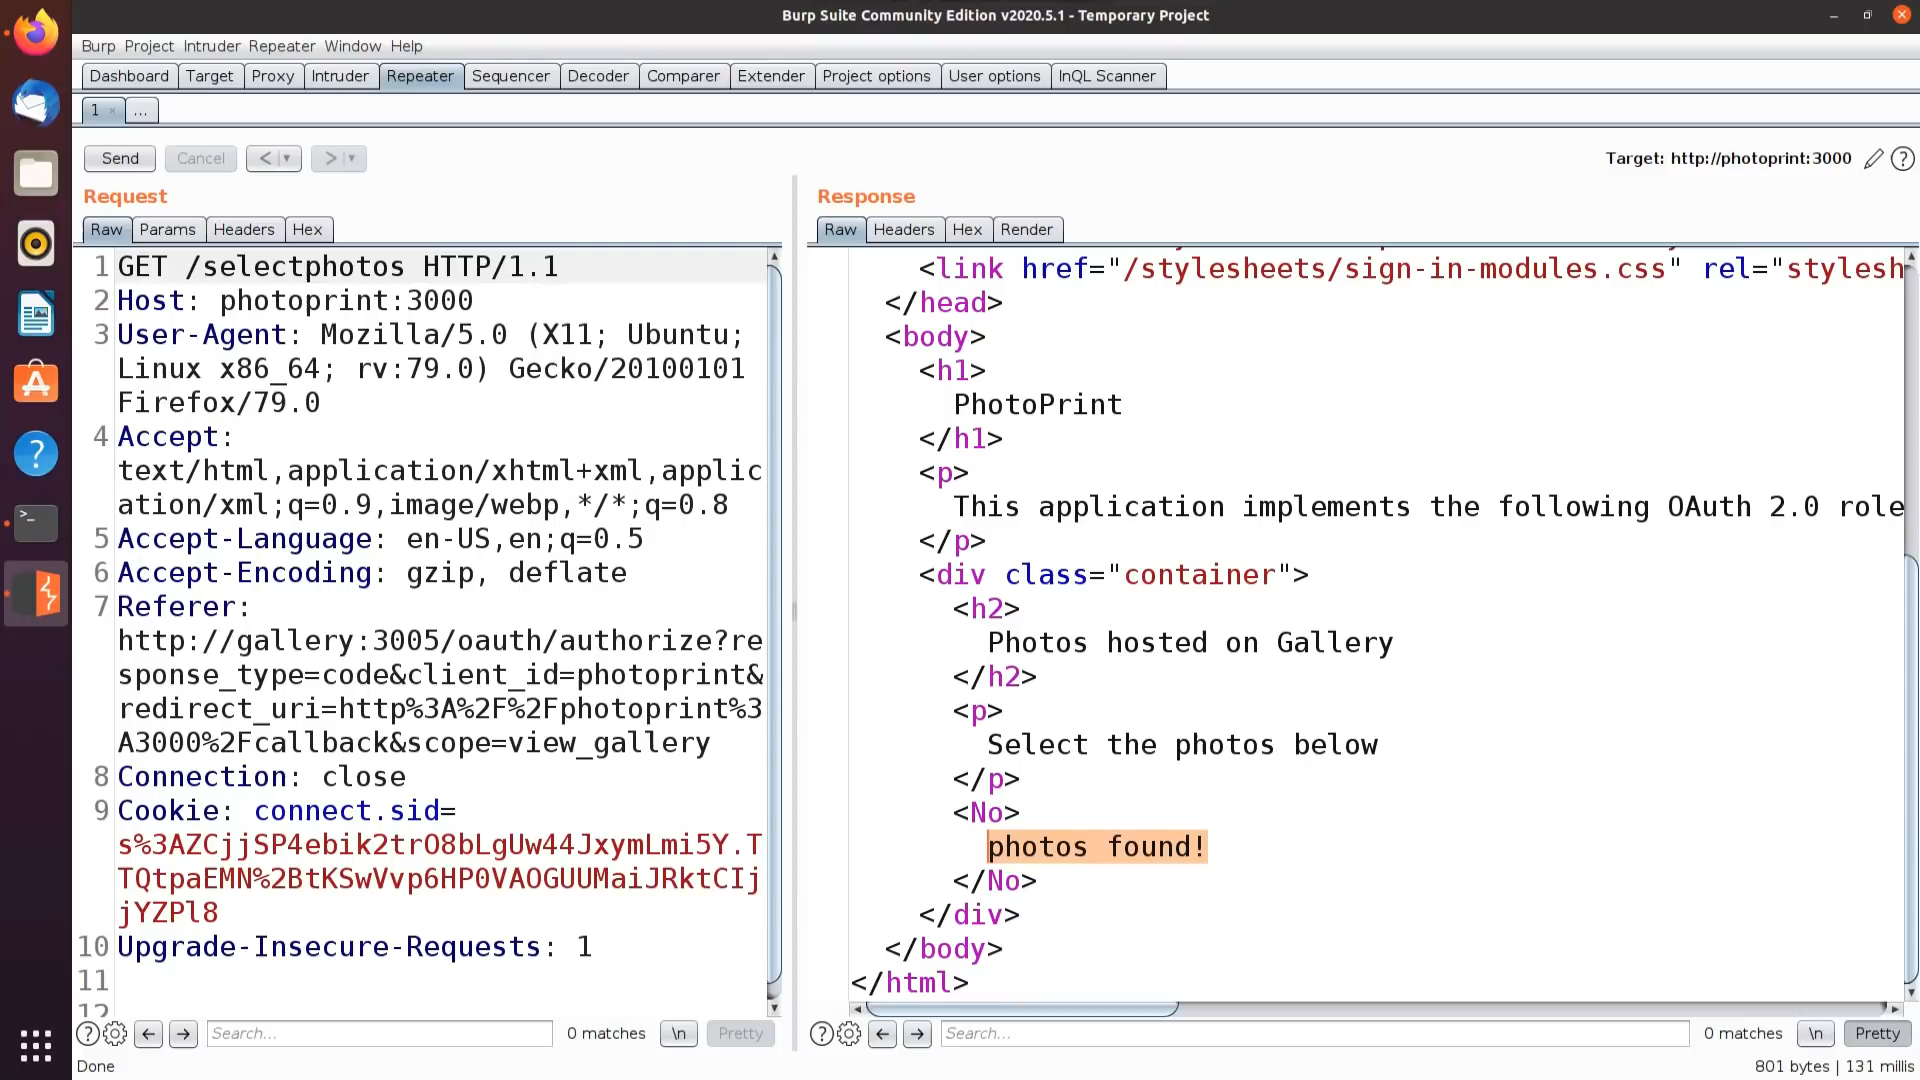 Burp Suite Community Edition v2020.5.1 - Temporary Project
Burp Project Intruder Repeater Window Help
Dashboard Target Proxy Intruder Repeater Sequencer Decoder Comparer Extender Project options User options InQL Scanner
1 × ...
Send Cancel < > Target: http://photoprint:3000
Request
Raw Params Headers Hex
1 GET /selectphotos HTTP/1.1
2 Host: photoprint:3000
3 User-Agent: Mozilla/5.0 (X11; Ubuntu;
Linux x86_64; rv:79.0) Gecko/20100101
Firefox/79.0
4 Accept:
text/html,application/xhtml+xml,applic
ation/xml;q=0.9,image/webp,*/*;q=0.8
5 Accept-Language: en-US,en;q=0.5
6 Accept-Encoding: gzip, deflate
7 Referer:
http://gallery:3005/oauth/authorize?re
sponse_type=code&client_id=photoprint&
redirect_uri=http%3A%2F%2Fphotoprint%3
A3000%2Fcallback&scope=view_gallery
8 Connection: close
9 Cookie: connect.sid=
s%3AZCjjSP4ebik2trO8bLgUw44JxymLmi5Y.T
TQtpaEMN%2BtKSwVvp6HP0VAOGUUMaiJRktCIj
jYZPl8
10 Upgrade-Insecure-Requests: 1
11
12
Search... 0 matches \n Pretty
Response
Raw Headers Hex Render
<link href="/stylesheets/sign-in-modules.css" rel="stylesh
</head>
<body>
<h1>
PhotoPrint
</h1>
<p>
This application implements the following OAuth 2.0 role
</p>
<div class="container">
<h2>
Photos hosted on Gallery
</h2>
<p>
Select the photos below
</p>
<No>
photos found!
</No>
</div>
</body>
</html>
Search... 0 matches \n Pretty
Done
801 bytes | 131 millis